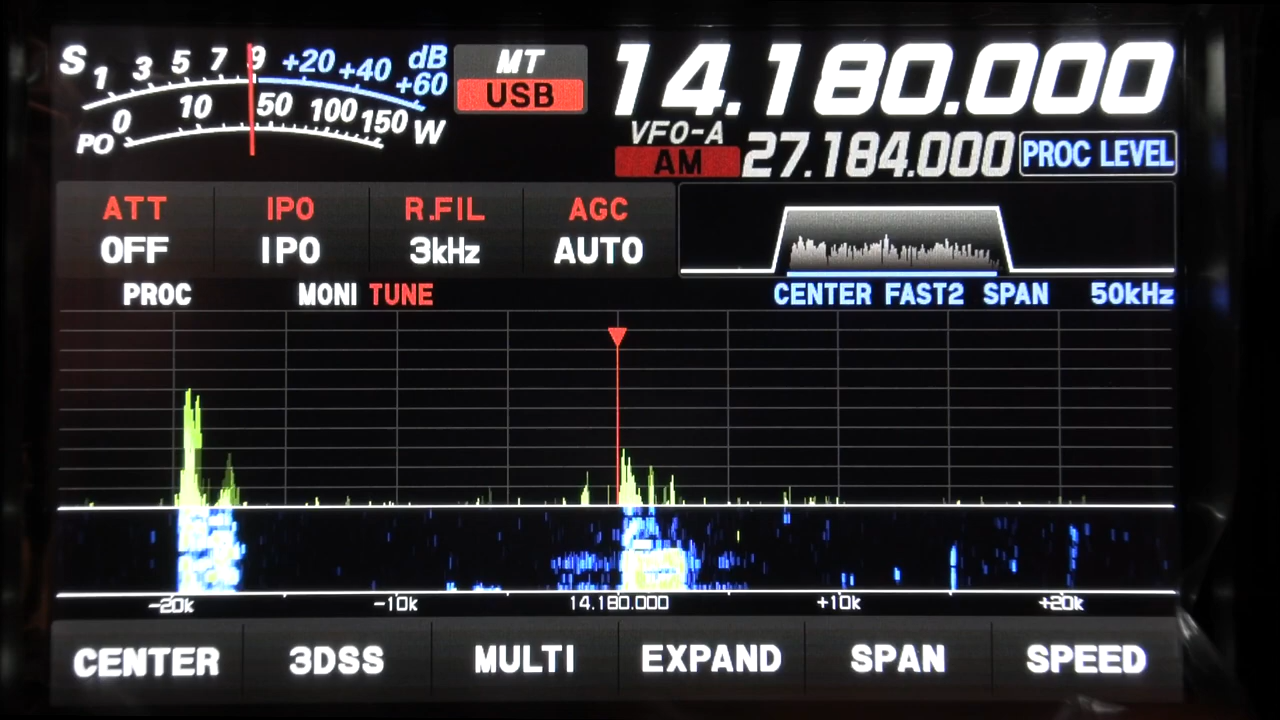 S 1 3 5 7 9 +20 +40 +60 dB
PO 0 10 50 100 150 W
MT
USB
14.180.000
VFO-A
AM 27.184.000 PROC LEVEL
ATT IPO R.FIL AGC
OFF IPO 3kHz AUTO
PROC MONI TUNE CENTER FAST2 SPAN 50kHz
-20k -10k 14.180.000 +10k +20k
CENTER 3DSS MULTI EXPAND SPAN SPEED